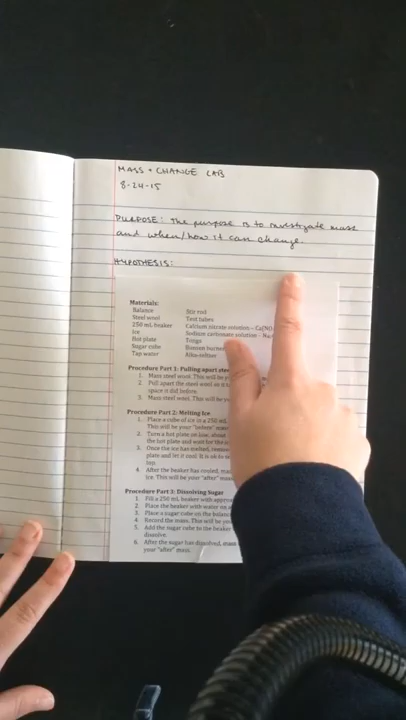 MASS + CHANGE LAB
8-24-15
PURPOSE: The purpose is to investigate mass
and when/how it can change.
HYPOTHESIS:
Materials:
Balance Stir rod
Steel wool Test tubes
250 mL beaker Calcium nitrate solution – Ca(NO
Ice Sodium carbonate solution – Na
Hot plate Tongs
Sugar cube Bunsen burner
Tap water Alka-seltzer
Procedure Part 1: Pulling apart ste
1. Mass steel wool. This will be y
2. Pull apart the steel wool so it
space it did before.
3. Mass steel wool. This will be yo
Procedure Part 2: Melting Ice
1. Place a cube of ice in a 250 mL
This will be your "before" mass
2. Turn a hot plate on low, about
the hot plate and wait for the
3. Once the ice has melted, remove
plate and let it cool. It is ok to
4. After the beaker has cooled, mas
ice. This will be your "after" mass.
Procedure Part 3: Dissolving Sugar
1. Fill a 250 mL beaker with approx
2. Place the beaker with water on
3. Place a sugar cube on the balanc
4. Record the mass. This will be yo
5. Add the sugar cube to the beaker
dissolve.
6. After the sugar has dissolved, mass
your "after" mass.